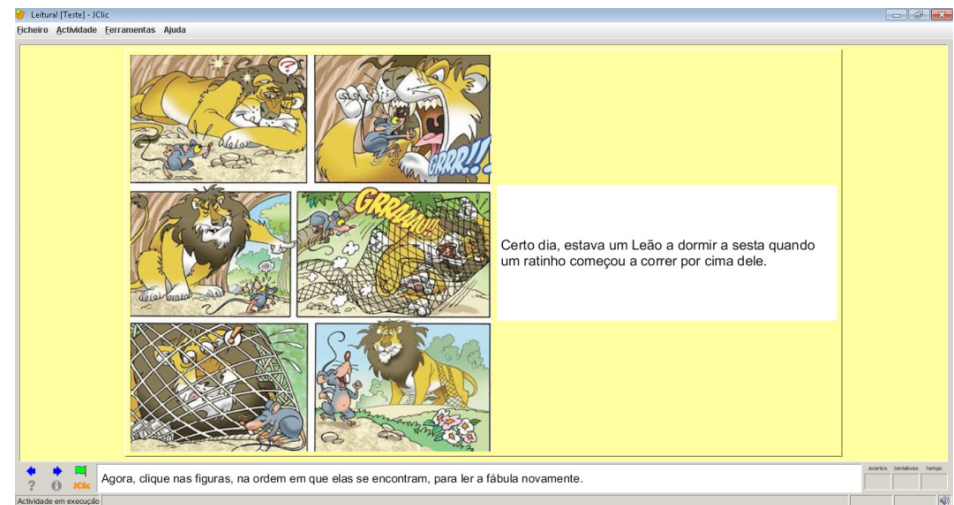 Leitura! [Teste] - JClic
Ficheiro Actividade Ferramentas Ajuda
?
GRRR!!
GRRAAAUU!!
Certo dia, estava um Leão a dormir a sesta quando
um ratinho começou a correr por cima dele.
!
Agora, clique nas figuras, na ordem em que elas se encontram, para ler a fábula novamente.
acertos tentativas tempo
? JClic
Actividade em execução